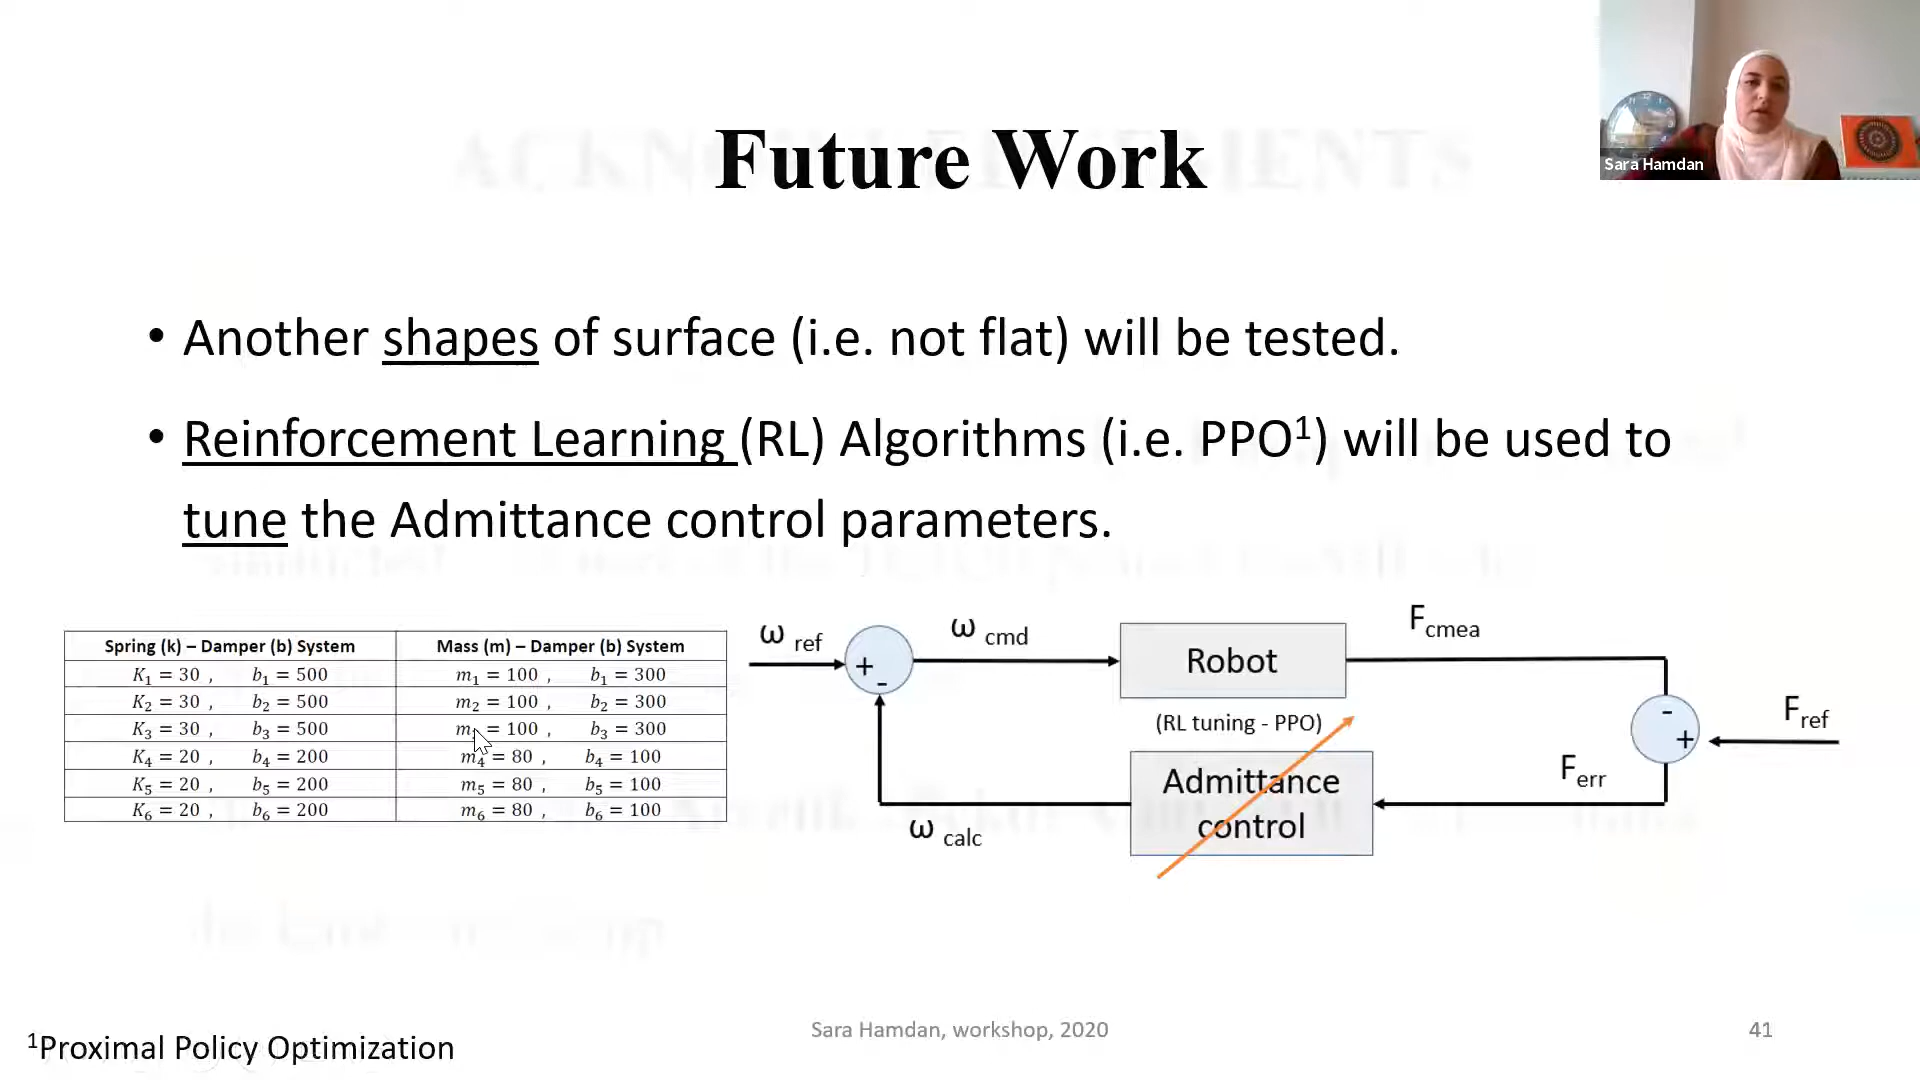 Sara Hamdan
Future Work
• Another shapes of surface (i.e. not flat) will be tested.
• Reinforcement Learning (RL) Algorithms (i.e. PPO¹) will be used to
tune the Admittance control parameters.
Spring (k) – Damper (b) System Mass (m) – Damper (b) System
K₁ = 30 , b₁ = 500 m₁ = 100 , b₁ = 300
K₂ = 30 , b₂ = 500 m₂ = 100 , b₂ = 300
K₃ = 30 , b₃ = 500 m = 100 , b₃ = 300
K₄ = 20 , b₄ = 200 m₄ = 80 , b₄ = 100
K₅ = 20 , b₅ = 200 m₅ = 80 , b₅ = 100
K₆ = 20 , b₆ = 200 m₆ = 80 , b₆ = 100
ω ref
+
-
ω cmd
Robot
F cmea
-
+
F ref
(RL tuning - PPO)
Admittance
control
F err
ω calc
Sara Hamdan, workshop, 2020
41
¹Proximal Policy Optimization